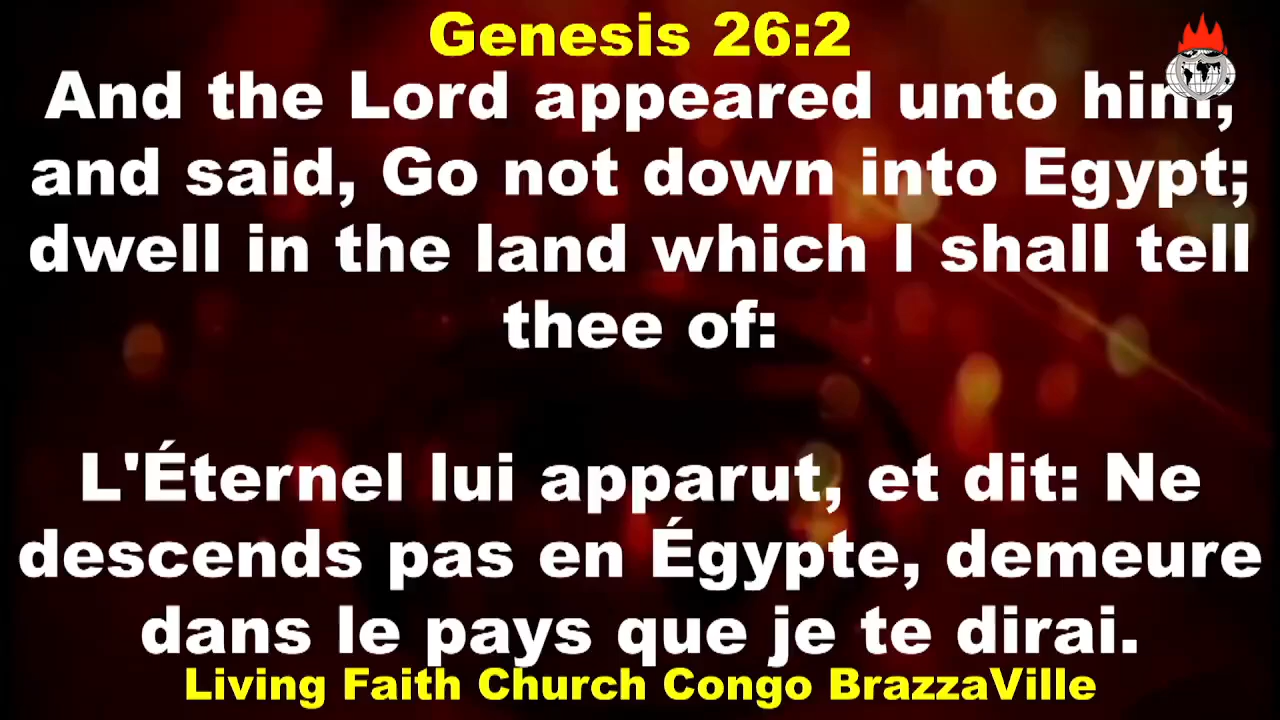 Genesis 26:2
And the Lord appeared unto him,
and said, Go not down into Egypt;
dwell in the land which I shall tell
thee of:
L'Éternel lui apparut, et dit: Ne
descends pas en Égypte, demeure
dans le pays que je te dirai.
Living Faith Church Congo BrazzaVille